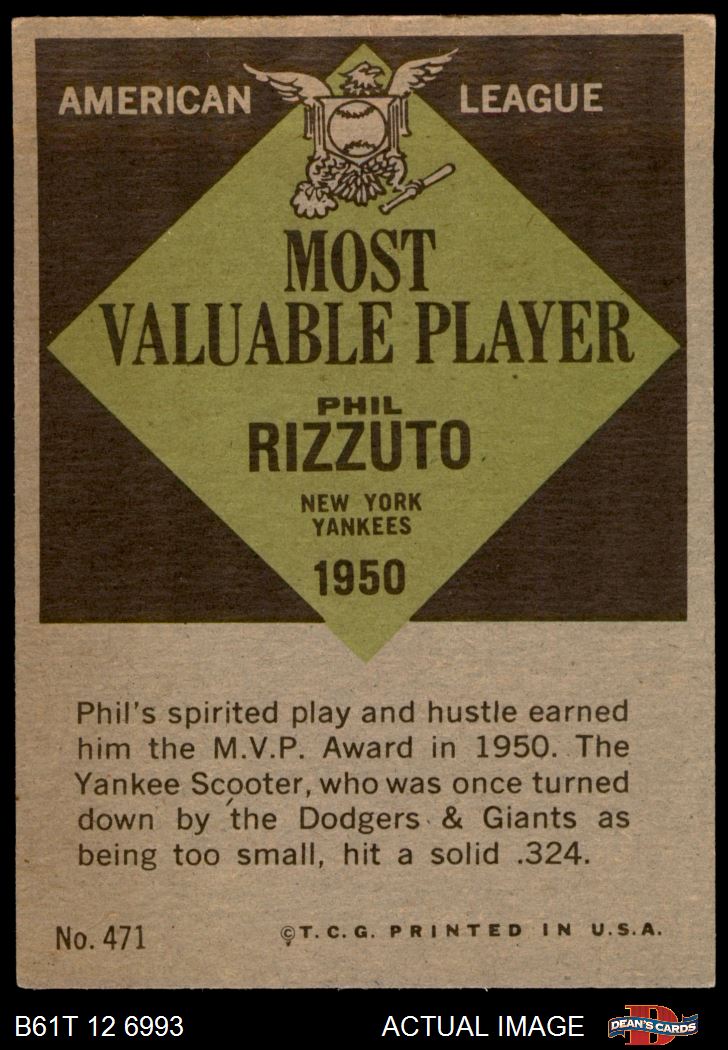 AMERICAN LEAGUE
MOST
VALUABLE PLAYER
PHIL
RIZZUTO
NEW YORK
YANKEES
1950
Phil's spirited play and hustle earned
him the M.V.P. Award in 1950. The
Yankee Scooter, who was once turned
down by the Dodgers & Giants as
being too small, hit a solid .324.
No. 471 ©T.C.G. PRINTED IN U.S.A.
B61T 12 6993 ACTUAL IMAGE DEAN'S CARDS